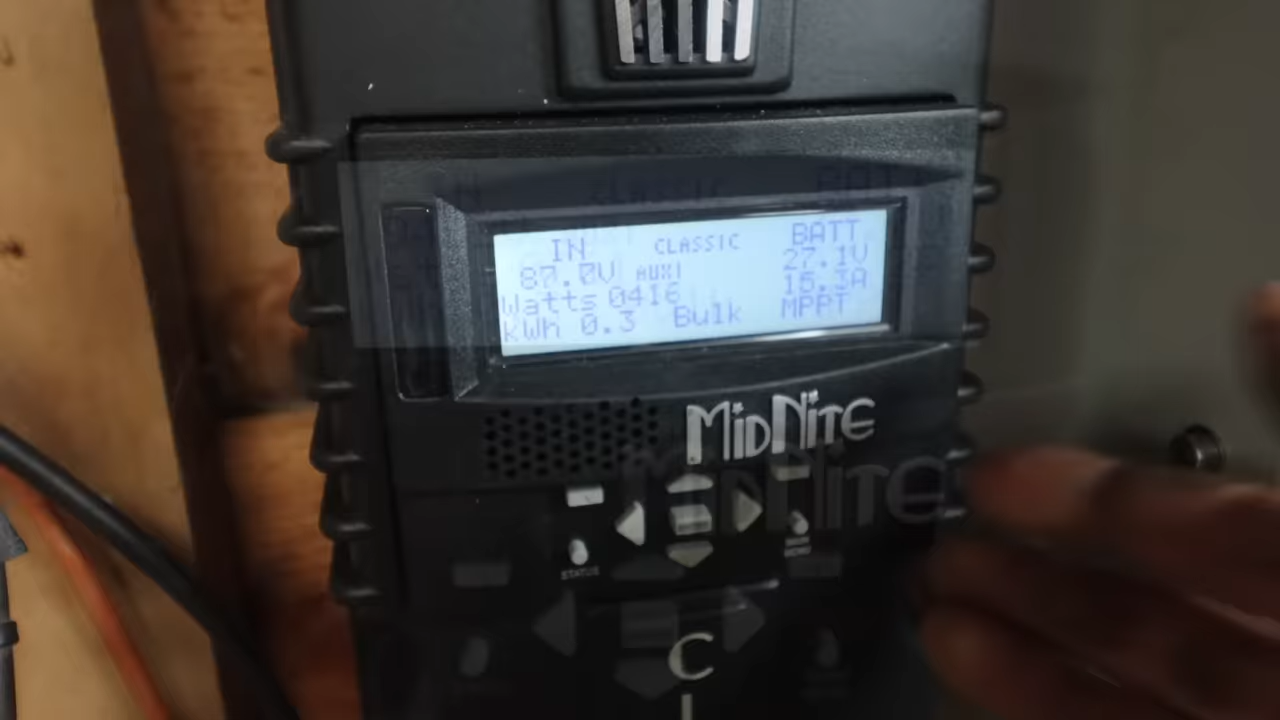 IN CLASSIC BATT
87.0V AUX1 27.1V
Watts 0416 15.3A
kWh 0.3 Bulk MPPT
MIDNITE
STATUS
C
L